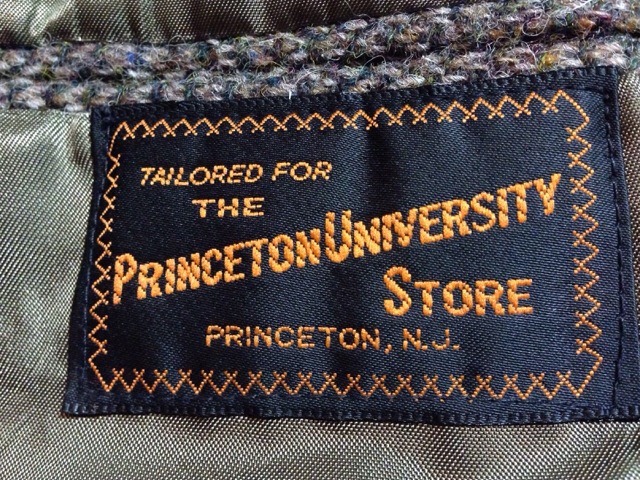 TAILORED FOR
THE
PRINCETON UNIVERSITY
STORE
PRINCETON, N.J.